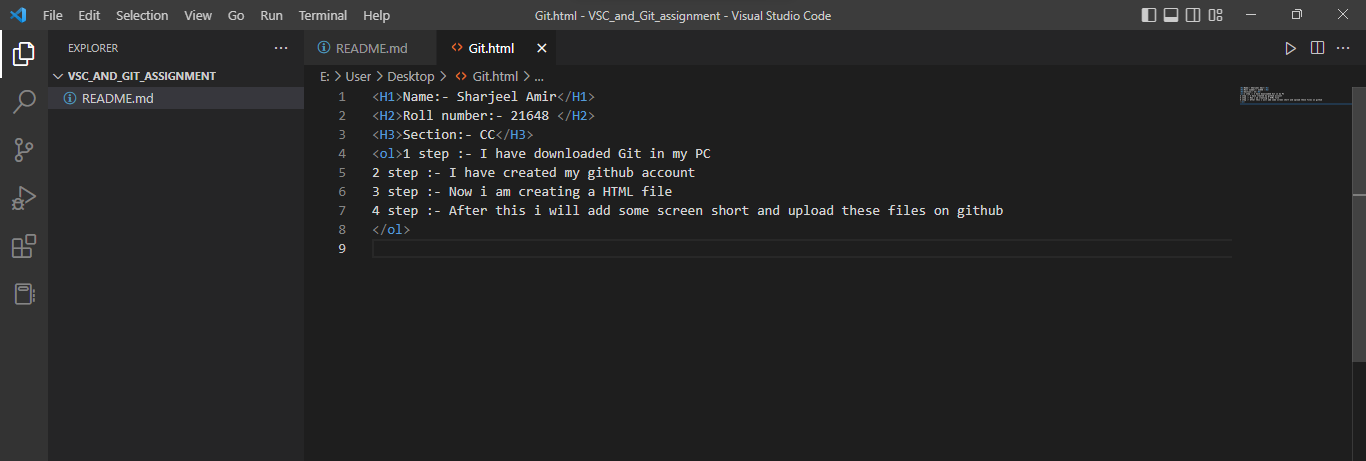 File Edit Selection View Go Run Terminal Help Git.html - VSC_and_Git_assignment - Visual Studio Code
EXPLORER
VSC_AND_GIT_ASSIGNMENT
README.md
README.md Git.html
E: > User > Desktop > Git.html > ...
1 <H1>Name:- Sharjeel Amir</H1>
2 <H2>Roll number:- 21648 </H2>
3 <H3>Section:- CC</H3>
4 <ol>1 step :- I have downloaded Git in my PC
5 2 step :- I have created my github account
6 3 step :- Now i am creating a HTML file
7 4 step :- After this i will add some screen short and upload these files on github
8 </ol>
9